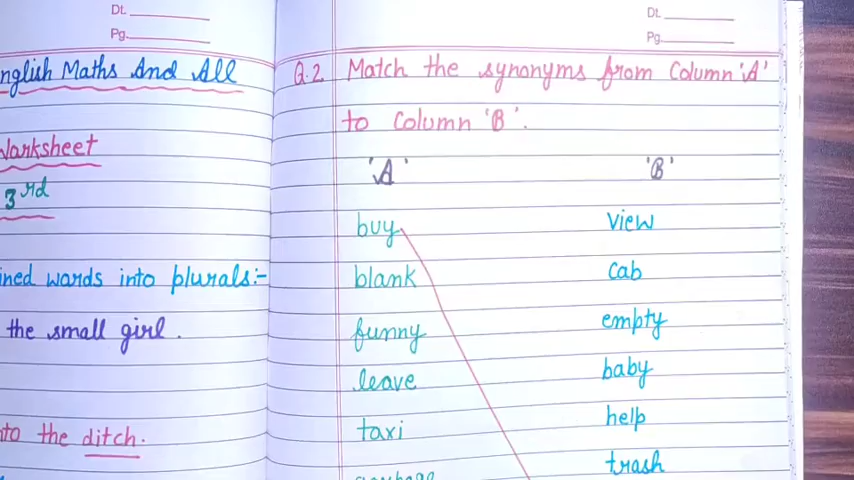 Dt.
Pg.
English Maths And All
Worksheet
3rd
ined words into plurals:-
the small girl.
to the ditch.
Dt.
Pg.
Q.2 Match the synonyms from Column 'A'
to Column 'B'.
'A' 'B'
buy view
blank cab
funny empty
leave baby
taxi help
garbage trash